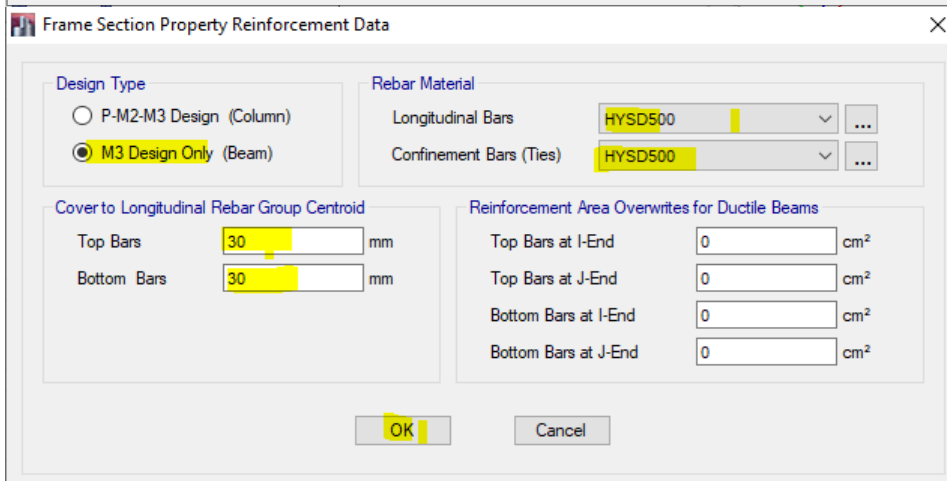 Frame Section Property Reinforcement Data
Design Type
P-M2-M3 Design (Column)
M3 Design Only (Beam)
Rebar Material
Longitudinal Bars HYSD500 ...
Confinement Bars (Ties) HYSD500 ...
Cover to Longitudinal Rebar Group Centroid
Top Bars 30 mm
Bottom Bars 30 mm
Reinforcement Area Overwrites for Ductile Beams
Top Bars at I-End 0 cm²
Top Bars at J-End 0 cm²
Bottom Bars at I-End 0 cm²
Bottom Bars at J-End 0 cm²
OK Cancel